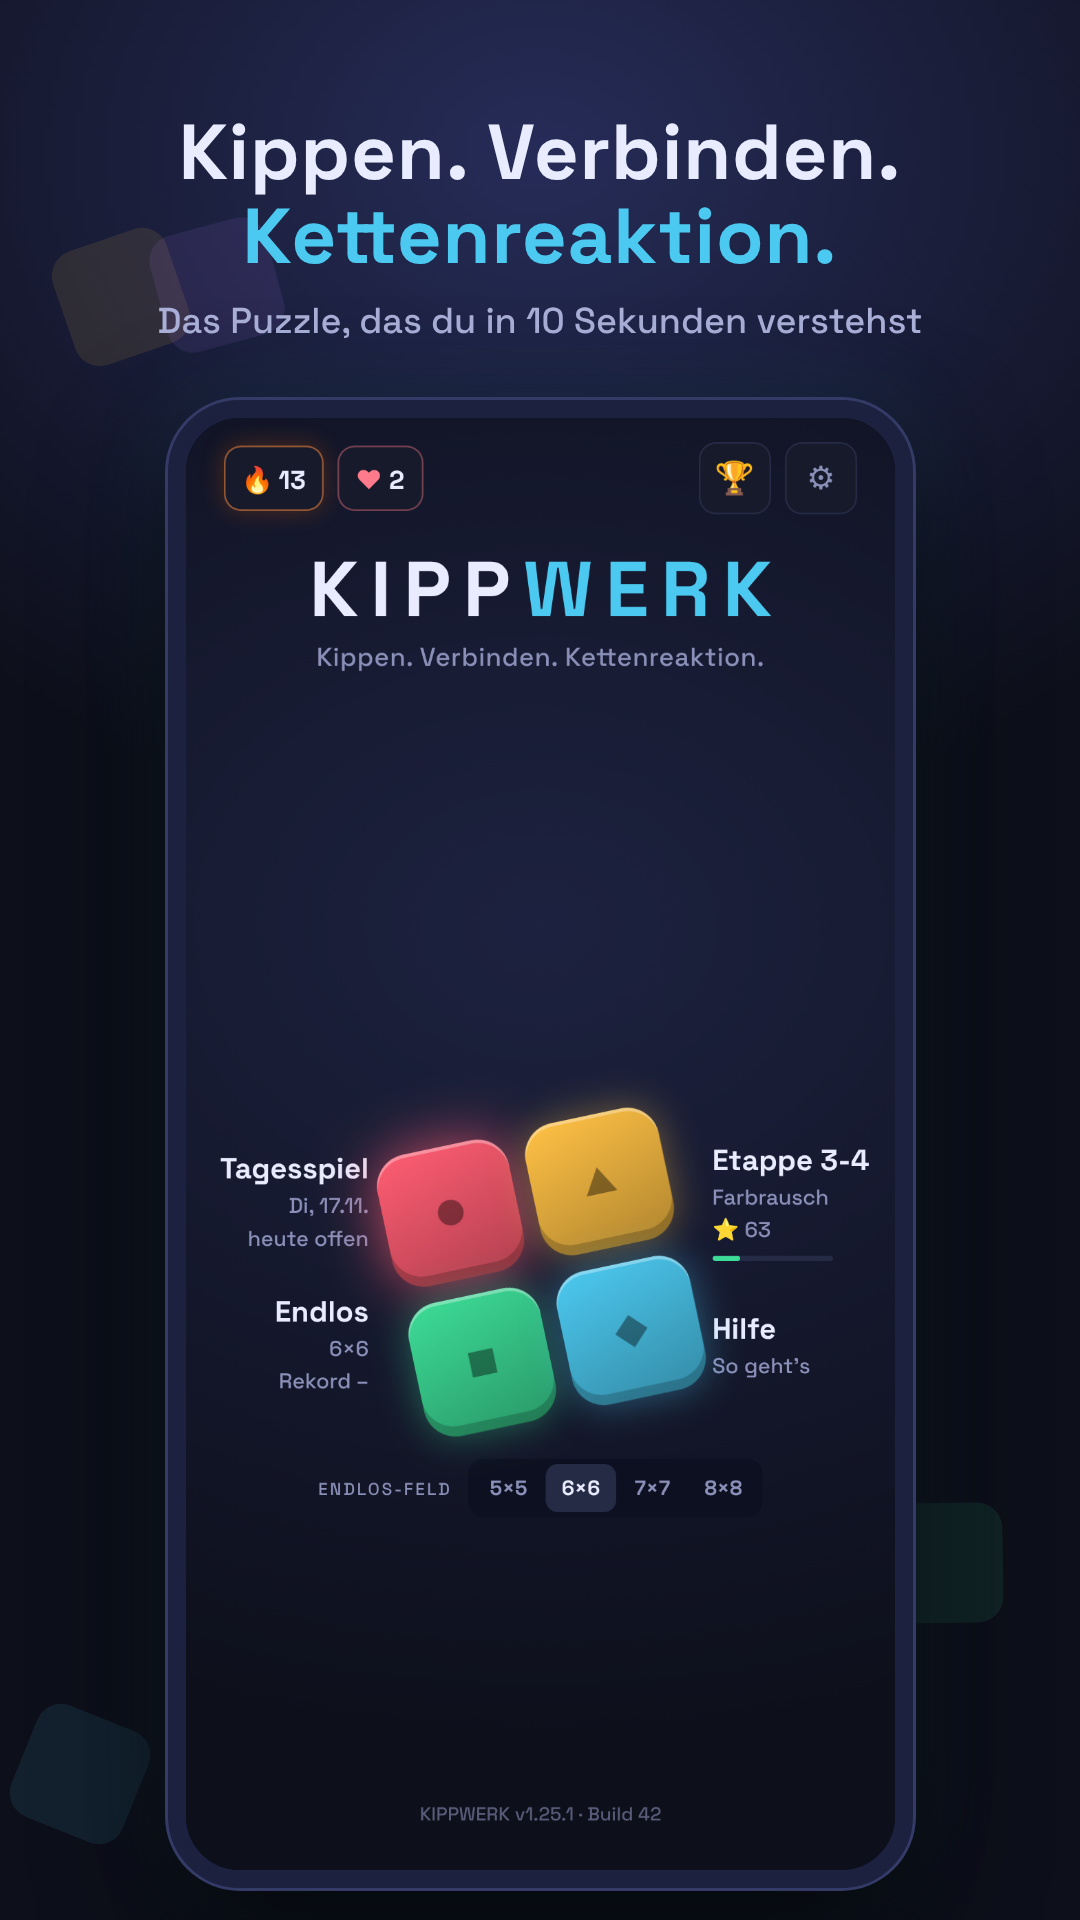 Kippen. Verbinden.
Kettenreaktion.
Das Puzzle, das du in 10 Sekunden verstehst
🔥 13 ❤ 2 🏆 ⚙
KIPPWERK
Kippen. Verbinden. Kettenreaktion.
Tagesspiel
Di, 17.11.
heute offen
Etappe 3-4
Farbrausch
⭐ 63
Endlos
6×6
Rekord –
Hilfe
So geht's
ENDLOS-FELD 5×5 6×6 7×7 8×8
KIPPWERK v1.25.1 · Build 42